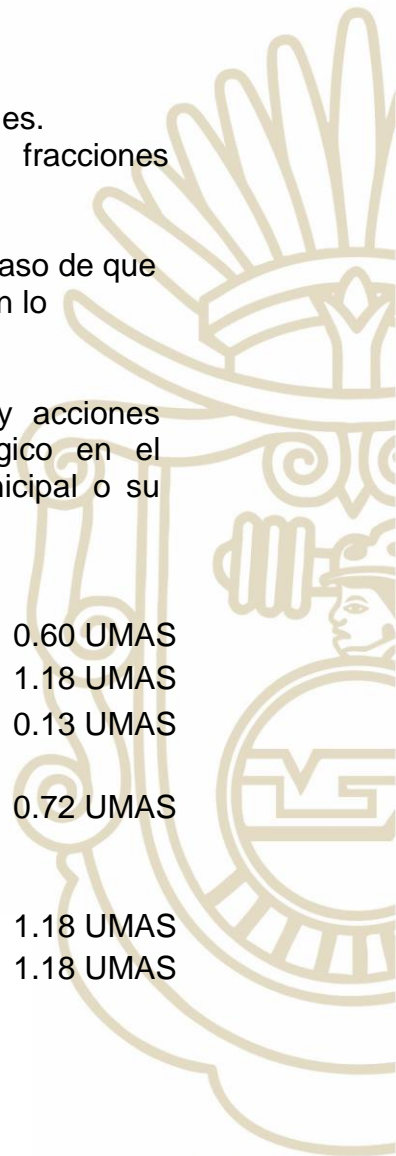 es.
fracciones
aso de que
n lo
y acciones
gico en el
nicipal o su
0.60 UMAS
1.18 UMAS
0.13 UMAS
0.72 UMAS
1.18 UMAS
1.18 UMAS